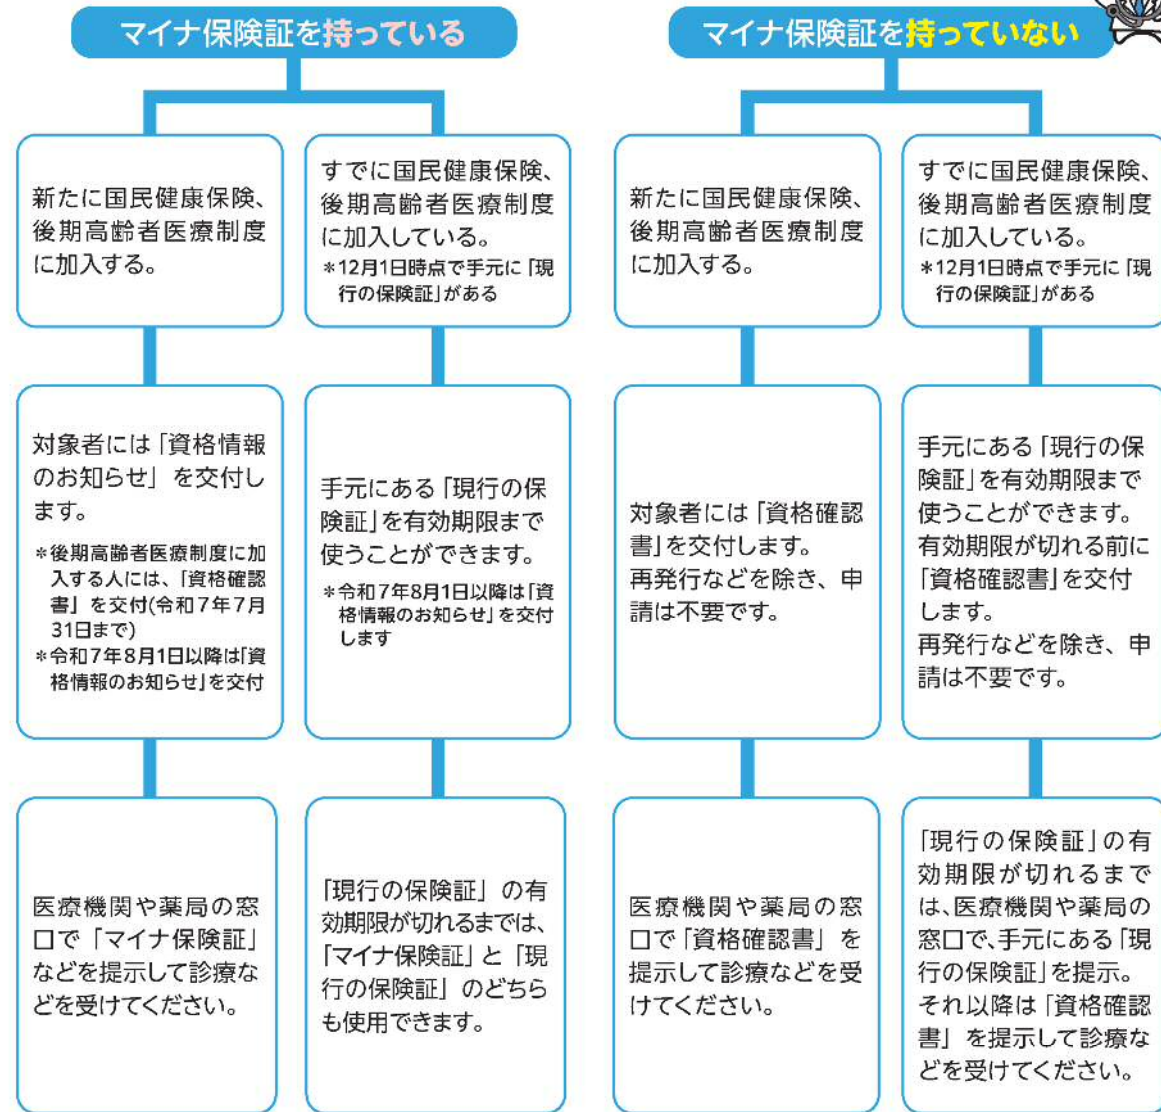 マイナ保険証を持っている
新たに国民健康保険、
後期高齢者医療制度
に加入する。
すでに国民健康保険、
後期高齢者医療制度
に加入している。
*12月1日時点で手元に「現
行の保険証」がある
対象者には「資格情報
のお知らせ」を交付し
ます。
*後期高齢者医療制度に加
入する人には、「資格確認
書」を交付(令和7年7月
31日まで)
*令和7年8月1日以降は「資
格情報のお知らせ」を交付
手元にある「現行の保
険証」を有効期限まで
使うことができます。
*令和7年8月1日以降は「資
格情報のお知らせ」を交付
します
医療機関や薬局の窓
口で「マイナ保険証」
などを提示して診療な
どを受けてください。
「現行の保険証」の有
効期限が切れるまでは、
「マイナ保険証」と「現
行の保険証」のどちら
も使用できます。
マイナ保険証を持っていない
新たに国民健康保険、
後期高齢者医療制度
に加入する。
すでに国民健康保険、
後期高齢者医療制度
に加入している。
*12月1日時点で手元に「現
行の保険証」がある
対象者には「資格確認
書」を交付します。
再発行などを除き、申
請は不要です。
手元にある「現行の保
険証」を有効期限まで
使うことができます。
有効期限が切れる前に
「資格確認書」を交付
します。
再発行などを除き、申
請は不要です。
医療機関や薬局の窓
口で「資格確認書」を
提示して診療などを受
けてください。
「現行の保険証」の有
効期限が切れるまで
は、医療機関や薬局の
窓口で、手元にある「現
行の保険証」を提示。
それ以降は「資格確認
書」を提示して診療な
どを受けてください。